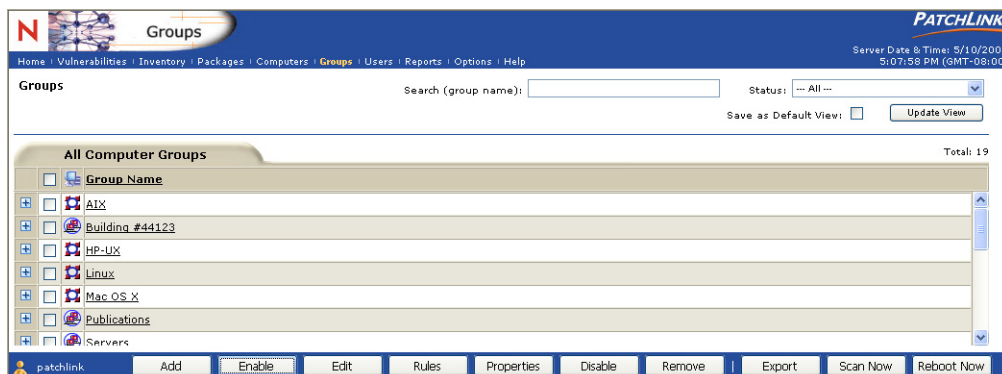 N Groups PATCHLINK
Server Date & Time: 5/10/200
Home Vulnerabilities Inventory Packages Computers Groups Users Reports Options Help 5:07:58 PM (GMT-08:00
Groups Search (group name): Status: --- All ---
Save as Default View: Update View
All Computer Groups Total: 19
Group Name
AIX
Building #44123
HP-UX
Linux
Mac OS X
Publications
Servers
patchlink Add Enable Edit Rules Properties Disable Remove | Export Scan Now Reboot Now